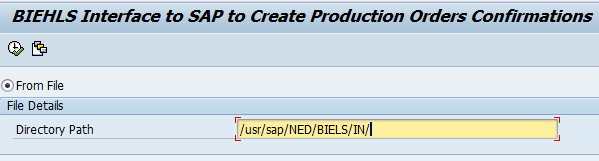 BIEHLS Interface to SAP to Create Production Orders Confirmations
From File
File Details
Directory Path /usr/sap/NED/BIELS/IN/